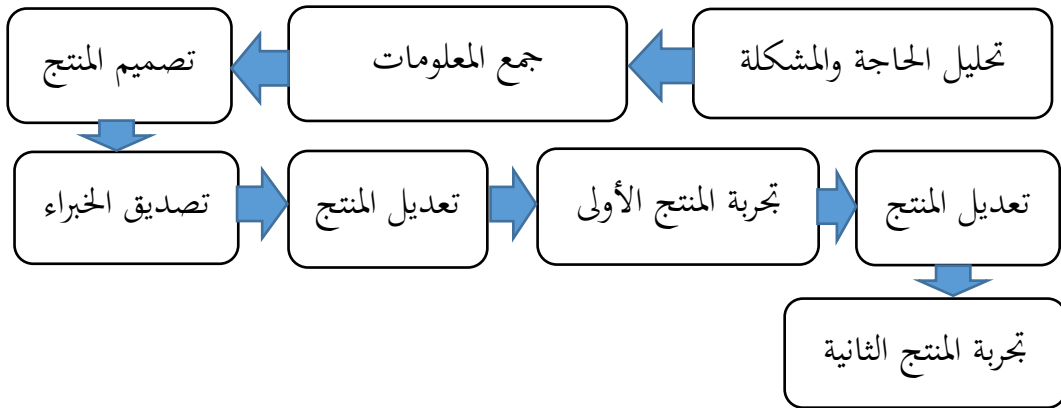 تحليل الحاجة والمشكلة
جمع المعلومات
تصميم المنتج
تصديق الخبراء
تعديل المنتج
تجربة المنتج الأولى
تعديل المنتج
تجربة المنتج الثانية